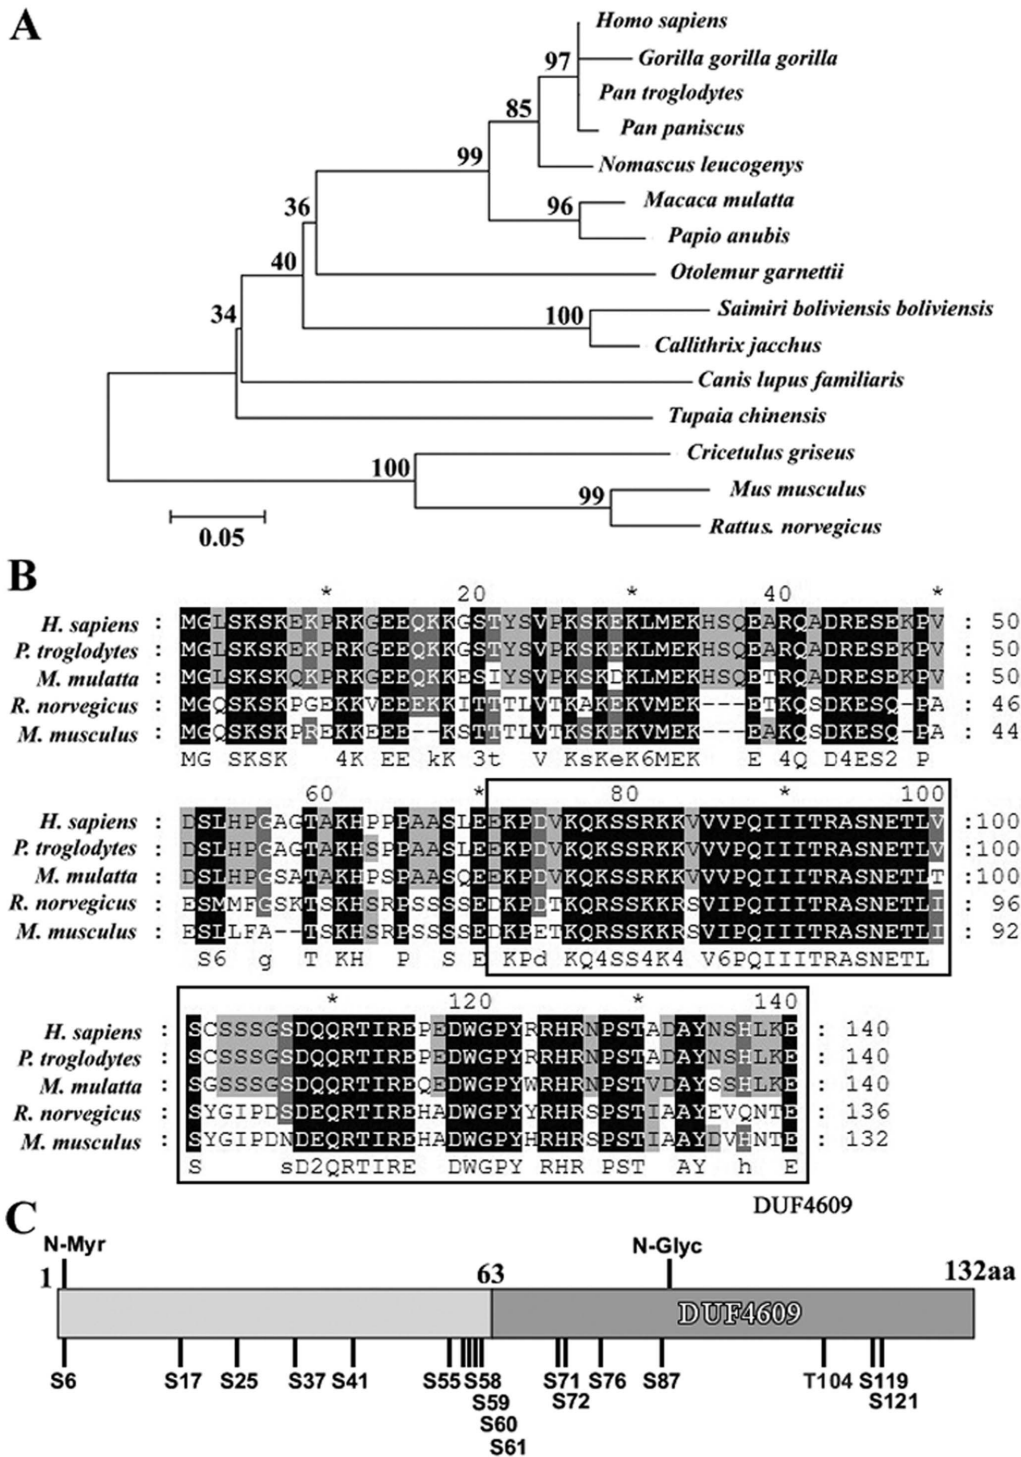 A
Homo sapiens
97
Gorilla gorilla gorilla
Pan troglodytes
85
Pan paniscus
99
Nomascus leucogenys
96
Macaca mulatta
36
Papio anubis
40
Otolemur garnettii
34
100
Saimiri boliviensis boliviensis
Callithrix jacchus
Canis lupus familiaris
Tupaia chinensis
100
Cricetulus griseus
99
Mus musculus
Rattus. norvegicus
0.05
B
* 20 * 40 *
H. sapiens : MGLSKSKEKPRKGEEQKKGSTYSVPKSKEKLMEKHSQEARQADRESEKPV : 50
P. troglodytes : MGLSKSKEKPRKGEEQKKGSTYSVPKSKEKLMEKHSQEARQADRESEKPV : 50
M. mulatta : MGLSKSKQKPRKGEEQKKESIYSVPKSKDKLMEKHSQETRQADRESEKPV : 50
R. norvegicus : MGQSKSKPGEKKVEEEKKITTTLVTKAKEKVMEK---ETKQSDKESQ-PA : 46
M. musculus : MGQSKSKPREKKEEE--KSTTTLVTKSKEKVMEK---EAKQSDKESQ-PA : 44
MG SKSK 4K EE kK 3t V KsKeK6MEK E 4Q D4ES2 P
60 * 80 * 100
H. sapiens : DSLHPGAGTAKHPPPAASLEEKPDVKQKSSRKKVVVPQIIITRASNETLV :100
P. troglodytes : DSLHPGAGTAKHSPPAASLEEKPDVKQKSSRKKVVVPQIIITRASNETLV :100
M. mulatta : DSLHPGSATAKHPSPAASQEEKPDVKQKSSRKKVVVPQIIITRASNETLT :100
R. norvegicus : ESMMFGSKTSKHSRPSSSSEDKPDTKQRSSKKRSVIPQIIITRASNETLI : 96
M. musculus : ESLLFA--TSKHSRPSSSSEDKPETKQRSSKKRSVIPQIIITRASNETLI : 92
S6 g T KH P S E KPd KQ4SS4K4 V6PQIIITRASNETL
* 120 * 140
H. sapiens : SCSSSGSDQQRTIREPEDWGPYRRHRNPSTADAYNSHLKE : 140
P. troglodytes : SCSSSGSDQQRTIREPEDWGPYRRHRNPSTADAYNSHLKE : 140
M. mulatta : SGSSSGSDQQRTIREQEDWGPYWRHRNPSTVDAYSSHLKE : 140
R. norvegicus : SYGIPDSDEQRTIREHADWGPYYRHRSPSTIAAYEVQNTE : 136
M. musculus : SYGIPDNDEQRTIREHADWGPYHRHRSPSTIAAYDVHNTE : 132
S sD2QRTIRE DWGPY RHR PST AY h E
DUF4609
C
N-Myr
N-Glyc
1
63
132aa
DUF4609
S6
S17
S25
S37
S41
S55
S58
S59
S60
S61
S71
S72
S76
S87
T104
S119
S121